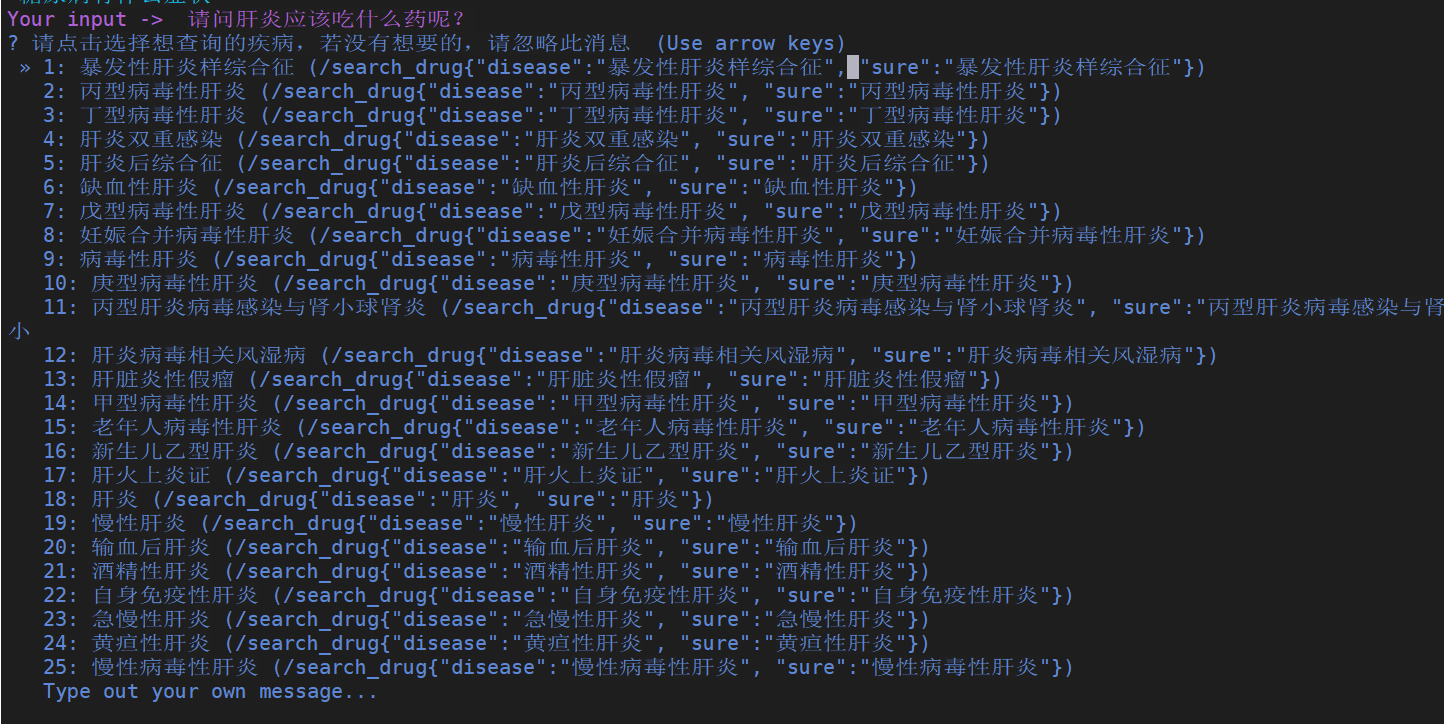 糖尿病有什么症状
Your input ->  请问肝炎应该吃什么药呢?
? 请点击选择想查询的疾病，若没有想要的，请忽略此消息  (Use arrow keys)
» 1: 暴发性肝炎样综合征 (/search_drug{"disease":"暴发性肝炎样综合征", "sure":"暴发性肝炎样综合征"})
2: 丙型病毒性肝炎 (/search_drug{"disease":"丙型病毒性肝炎", "sure":"丙型病毒性肝炎"})
3: 丁型病毒性肝炎 (/search_drug{"disease":"丁型病毒性肝炎", "sure":"丁型病毒性肝炎"})
4: 肝炎双重感染 (/search_drug{"disease":"肝炎双重感染", "sure":"肝炎双重感染"})
5: 肝炎后综合征 (/search_drug{"disease":"肝炎后综合征", "sure":"肝炎后综合征"})
6: 缺血性肝炎 (/search_drug{"disease":"缺血性肝炎", "sure":"缺血性肝炎"})
7: 戊型病毒性肝炎 (/search_drug{"disease":"戊型病毒性肝炎", "sure":"戊型病毒性肝炎"})
8: 妊娠合并病毒性肝炎 (/search_drug{"disease":"妊娠合并病毒性肝炎", "sure":"妊娠合并病毒性肝炎"})
9: 病毒性肝炎 (/search_drug{"disease":"病毒性肝炎", "sure":"病毒性肝炎"})
10: 庚型病毒性肝炎 (/search_drug{"disease":"庚型病毒性肝炎", "sure":"庚型病毒性肝炎"})
11: 丙型肝炎病毒感染与肾小球肾炎 (/search_drug{"disease":"丙型肝炎病毒感染与肾小球肾炎", "sure":"丙型肝炎病毒感染与肾
小
12: 肝炎病毒相关风湿病 (/search_drug{"disease":"肝炎病毒相关风湿病", "sure":"肝炎病毒相关风湿病"})
13: 肝脏炎性假瘤 (/search_drug{"disease":"肝脏炎性假瘤", "sure":"肝脏炎性假瘤"})
14: 甲型病毒性肝炎 (/search_drug{"disease":"甲型病毒性肝炎", "sure":"甲型病毒性肝炎"})
15: 老年人病毒性肝炎 (/search_drug{"disease":"老年人病毒性肝炎", "sure":"老年人病毒性肝炎"})
16: 新生儿乙型肝炎 (/search_drug{"disease":"新生儿乙型肝炎", "sure":"新生儿乙型肝炎"})
17: 肝火上炎证 (/search_drug{"disease":"肝火上炎证", "sure":"肝火上炎证"})
18: 肝炎 (/search_drug{"disease":"肝炎", "sure":"肝炎"})
19: 慢性肝炎 (/search_drug{"disease":"慢性肝炎", "sure":"慢性肝炎"})
20: 输血后肝炎 (/search_drug{"disease":"输血后肝炎", "sure":"输血后肝炎"})
21: 酒精性肝炎 (/search_drug{"disease":"酒精性肝炎", "sure":"酒精性肝炎"})
22: 自身免疫性肝炎 (/search_drug{"disease":"自身免疫性肝炎", "sure":"自身免疫性肝炎"})
23: 急慢性肝炎 (/search_drug{"disease":"急慢性肝炎", "sure":"急慢性肝炎"})
24: 黄疸性肝炎 (/search_drug{"disease":"黄疸性肝炎", "sure":"黄疸性肝炎"})
25: 慢性病毒性肝炎 (/search_drug{"disease":"慢性病毒性肝炎", "sure":"慢性病毒性肝炎"})
Type out your own message...